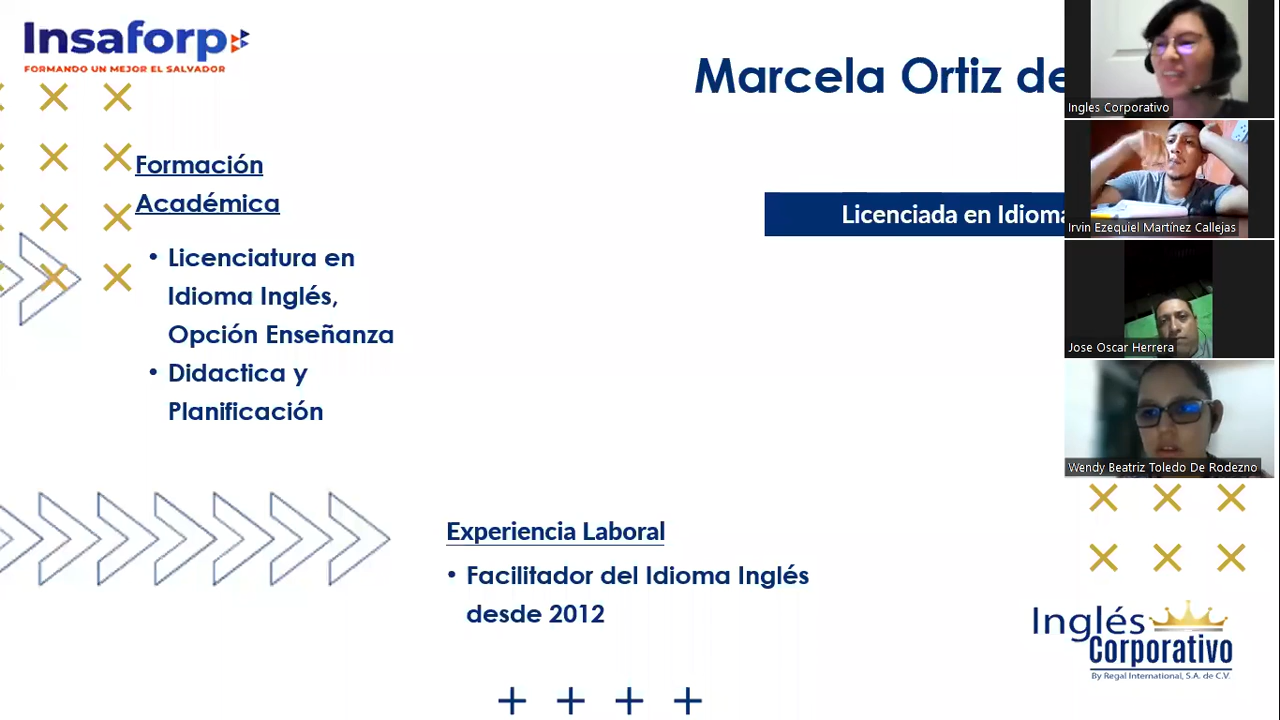 Insaforp
FORMANDO UN MEJOR EL SALVADOR
Marcela Ortiz de
Formación
Académica
• Licenciatura en
Idioma Inglés,
Opción Enseñanza
• Didactica y
Planificación
Licenciada en Idioma
Experiencia Laboral
• Facilitador del Idioma Inglés
desde 2012
Ingles Corporativo
Irvin Ezequiel Martínez Callejas
Jose Oscar Herrera
Wendy Beatriz Toledo De Rodezno
Inglés
Corporativo
By Regal International, S.A. de C.V.